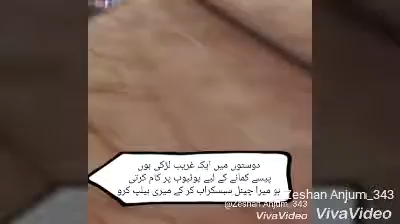 VivaVideo
دوستوں میں ایک غریب لڑکی ہوں
پیسے کمانے کے لیے یوٹیوب پر کام کرتی
ہو میرا چینل سبسکراب کر کے میری ہیلپ کرو
Zeshan Anjum_343
@Zeshan Anjum_343
VivaVideo VivaVideo